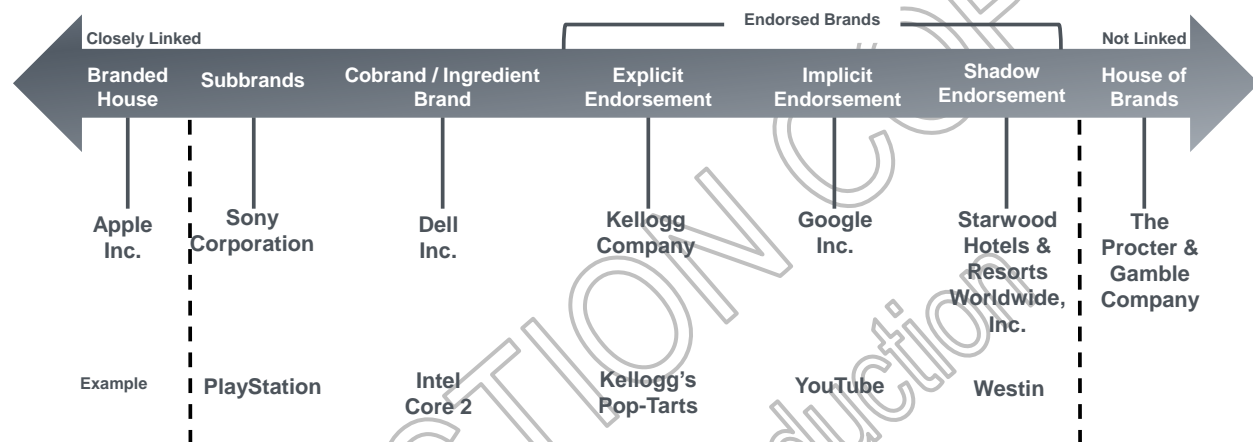 Endorsed Brands
Closely Linked
Not Linked
Branded
House
Subbrands
Cobrand / Ingredient
Brand
Explicit
Endorsement
Implicit
Endorsement
Shadow
Endorsement
House of
Brands
Apple
Inc.
Sony
Corporation
Dell
Inc.
Kellogg
Company
Google
Inc.
Starwood
Hotels &
Resorts
Worldwide,
Inc.
The
Procter &
Gamble
Company
Example
PlayStation
Intel
Core 2
Kellogg's
Pop-Tarts
YouTube
Westin